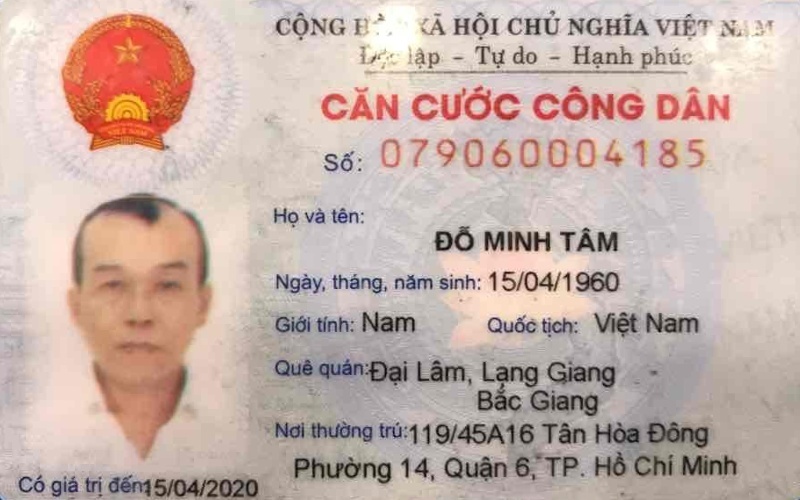 CỘNG HÒA XÃ HỘI CHỦ NGHĨA VIỆT NAM
Độc lập - Tự do - Hạnh phúc
CĂN CƯỚC CÔNG DÂN
Số: 079060004185
Họ và tên:
ĐỖ MINH TÂM
Ngày, tháng, năm sinh: 15/04/1960
Giới tính: Nam Quốc tịch: Việt Nam
Quê quán: Đại Lâm, Lạng Giang
Bắc Giang
Nơi thường trú: 119/45A16 Tân Hòa Đông
Phường 14, Quận 6, TP. Hồ Chí Minh
Có giá trị đến 15/04/2020
VIỆT NAM